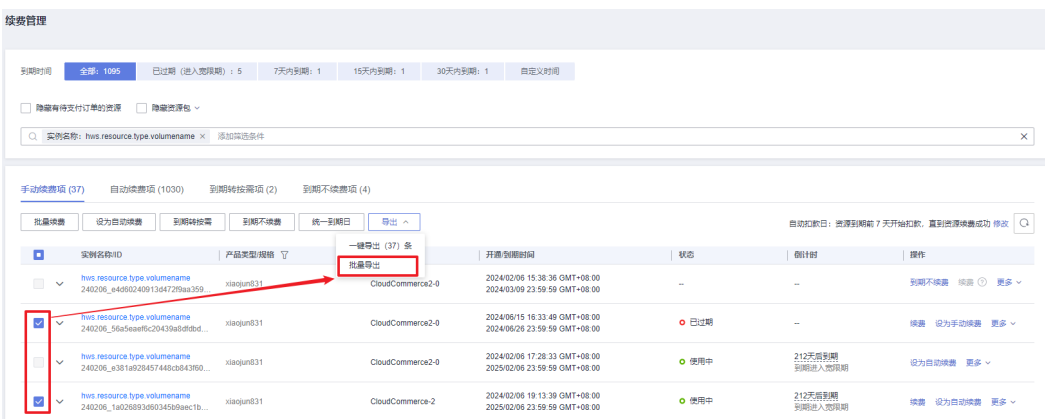 续费管理
到期时间 全部：1095 已过期（进入宽限期）：5 7天内到期：1 15天内到期：1 30天内到期：1 自定义时间
隐藏有待支付订单的资源 隐藏资源包
实例名称：hws.resource.type.volumename × 添加筛选条件 ×
手动续费项 (37) 自动续费项 (1030) 到期转按需项 (2) 到期不续费项 (4)
批量续费 设为自动续费 到期转按需 到期不续费 统一到期日 导出 自动扣款日：资源到期前 7 天开始扣款，直到资源续费成功 修改
一键导出（37）条
批量导出
实例名称/ID 产品类型/规格 开通/到期时间 状态 倒计时 操作
hws.resource.type.volumename
240206_e4d60240913d472f9aa359... xiaojun831 CloudCommerce2-0 2024/02/06 15:38:36 GMT+08:00
2024/03/09 23:59:59 GMT+08:00 -- -- 到期不续费 续费 ? 更多
hws.resource.type.volumename
240206_56a5eaef6c20439a8dfdbd... xiaojun831 CloudCommerce2-0 2024/06/15 16:33:49 GMT+08:00
2024/06/26 23:59:59 GMT+08:00 已过期 -- 续费 设为手动续费 更多
hws.resource.type.volumename
240206_e381a928457448cb843f60... xiaojun831 CloudCommerce2-0 2024/02/06 17:28:33 GMT+08:00
2025/02/06 23:59:59 GMT+08:00 使用中 212天后到期
到期进入宽限期 设为自动续费 更多
hws.resource.type.volumename
240206_1a026893d60345b9aec1b... xiaojun831 CloudCommerce-2 2024/02/06 19:13:39 GMT+08:00
2025/02/06 23:59:59 GMT+08:00 使用中 212天后到期
到期进入宽限期 续费 设为自动续费 更多